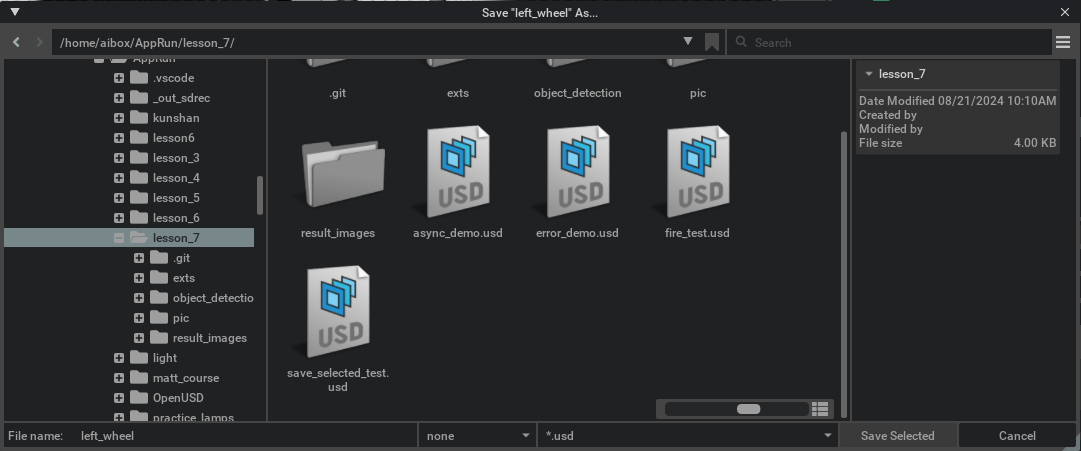 Save "left_wheel" As...
/home/aibox/AppRun/lesson_7/
Search
AppRun
.vscode
_out_sdrec
kunshan
lesson6
lesson_3
lesson_4
lesson_5
lesson_6
lesson_7
.git
exts
object_detectio
pic
result_images
light
matt_course
OpenUSD
practice_lamps
.git
exts
object_detection
pic
USD
USD
USD
result_images
async_demo.usd
error_demo.usd
fire_test.usd
USD
save_selected_test.
usd
lesson_7
Date Modified 08/21/2024 10:10AM
Created by
Modified by
File size 4.00 KB
File name: left_wheel
none
*.usd
Save Selected
Cancel